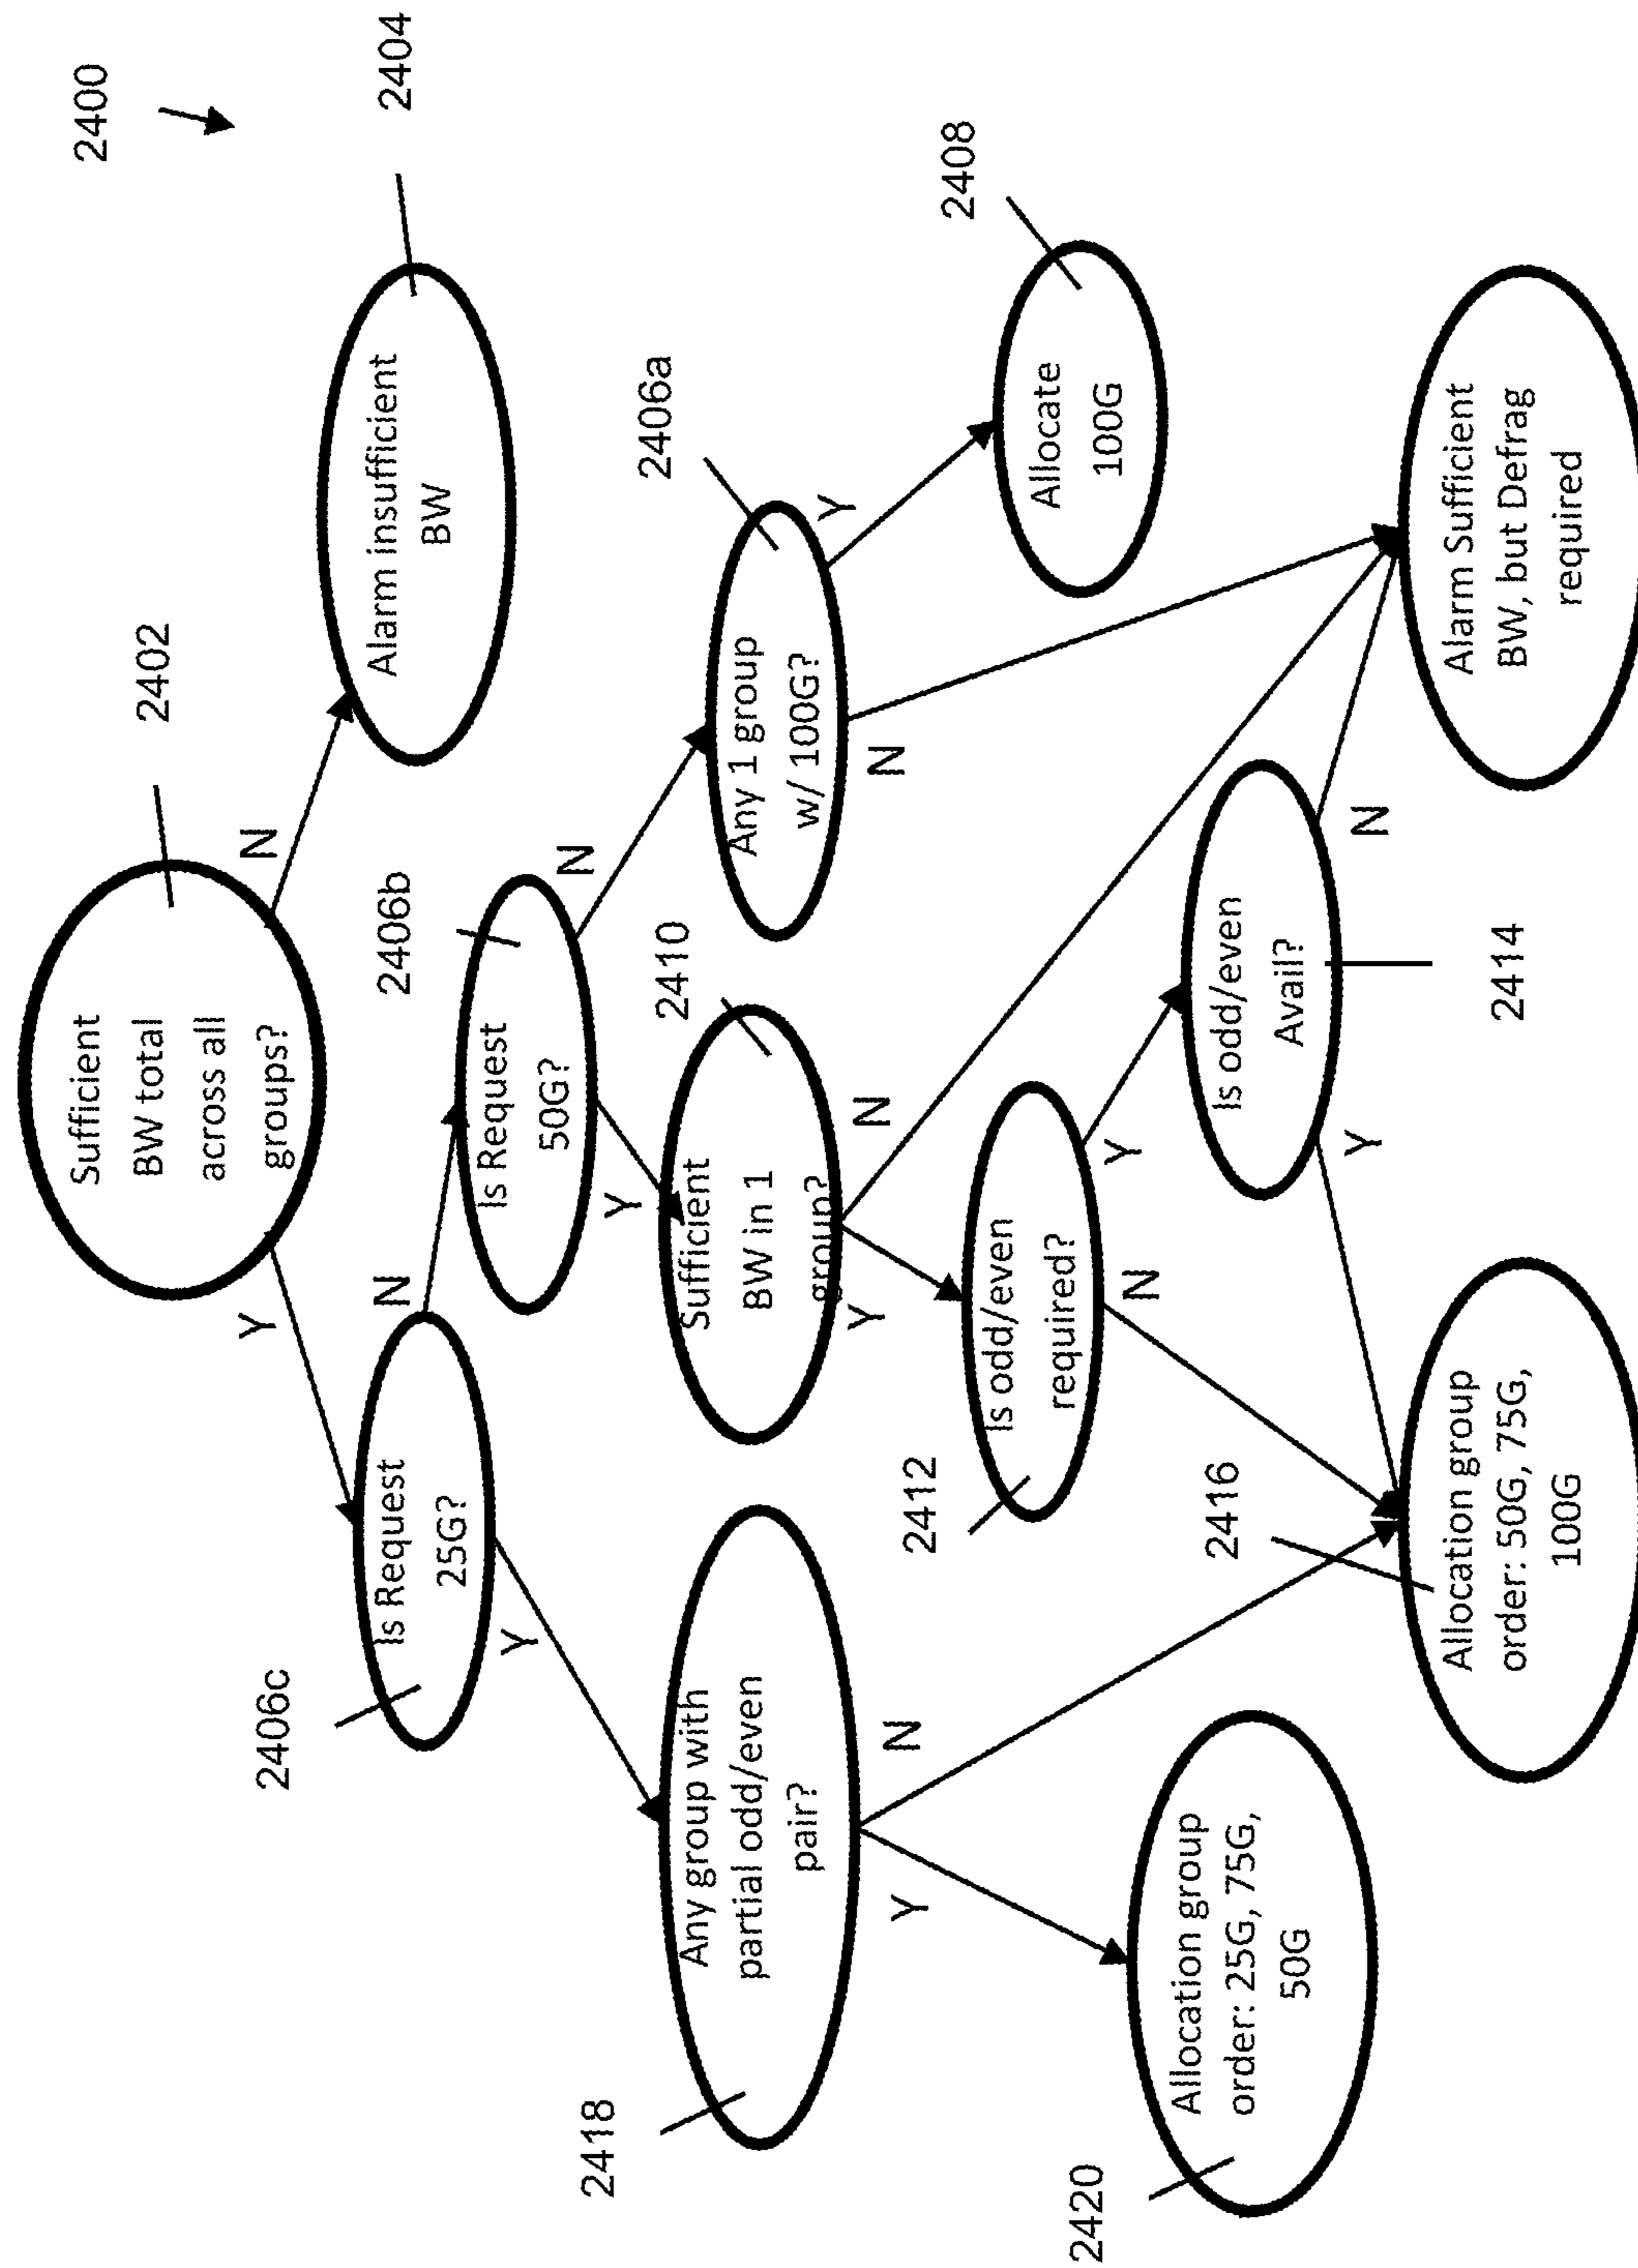 2400
2402
Sufficient
BW total
across all
groups?
Y
N
2404
Alarm insufficient
BW
2406c
Is Request
25G?
N
Y
2406b
Is Request
50G?
N
Y
2406a
Any 1 group
w/ 100G?
Y
N
2408
Allocate
100G
2410
Sufficient
BW in 1
group?
Y
N
2418
Any group with
partial odd/even
pair?
Y
N
2412
Is odd/even
required?
Y
N
2414
Is odd/even
Avail?
Y
N
2420
Allocation group
order: 25G, 75G,
50G
2416
Allocation group
order: 50G, 75G,
100G
Alarm Sufficient
BW, but Defrag
required